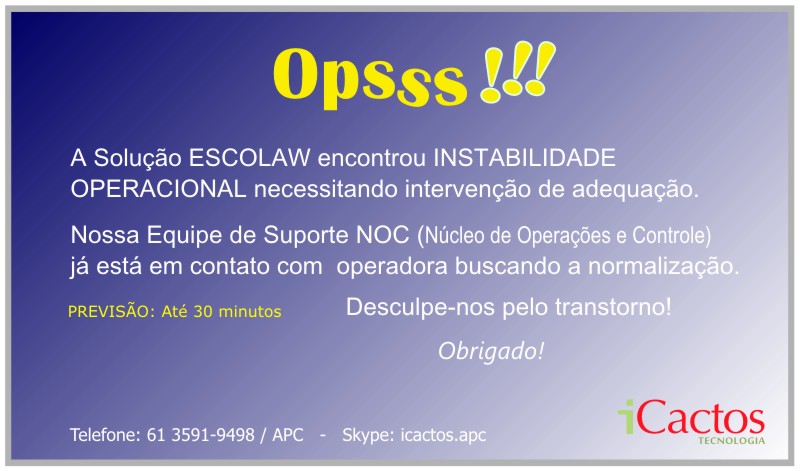 Opssss!!!
A Solução ESCOLAW encontrou INSTABILIDADE
OPERACIONAL necessitando intervenção de adequação.
Nossa Equipe de Suporte NOC (Núcleo de Operações e Controle)
já está em contato com  operadora buscando a normalização.
PREVISÃO: Até 30 minutos
Desculpe-nos pelo transtorno!
Obrigado!
Telefone: 61 3591-9498 / APC   -   Skype: icactos.apc
iCactos
TECNOLOGIA